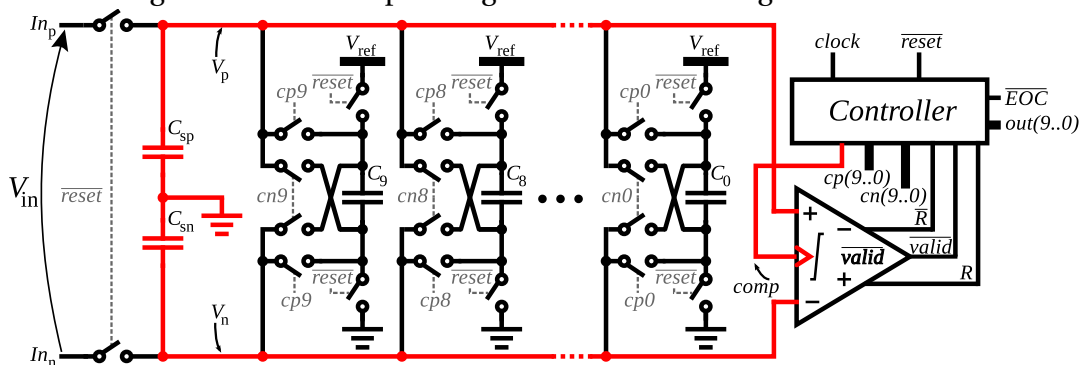 In_p
V_p
V_in
reset
C_sp
C_sn
V_n
In_n
V_ref
reset
cp9
cn9
C_9
reset
cp9
V_ref
reset
cp8
cn8
C_8
reset
cp8
V_ref
reset
cp0
cn0
C_0
reset
cp0
clock
reset
Controller
EOC
out(9..0)
cp(9..0)
cn(9..0)
R
valid
valid
R
comp
+
−
+
−